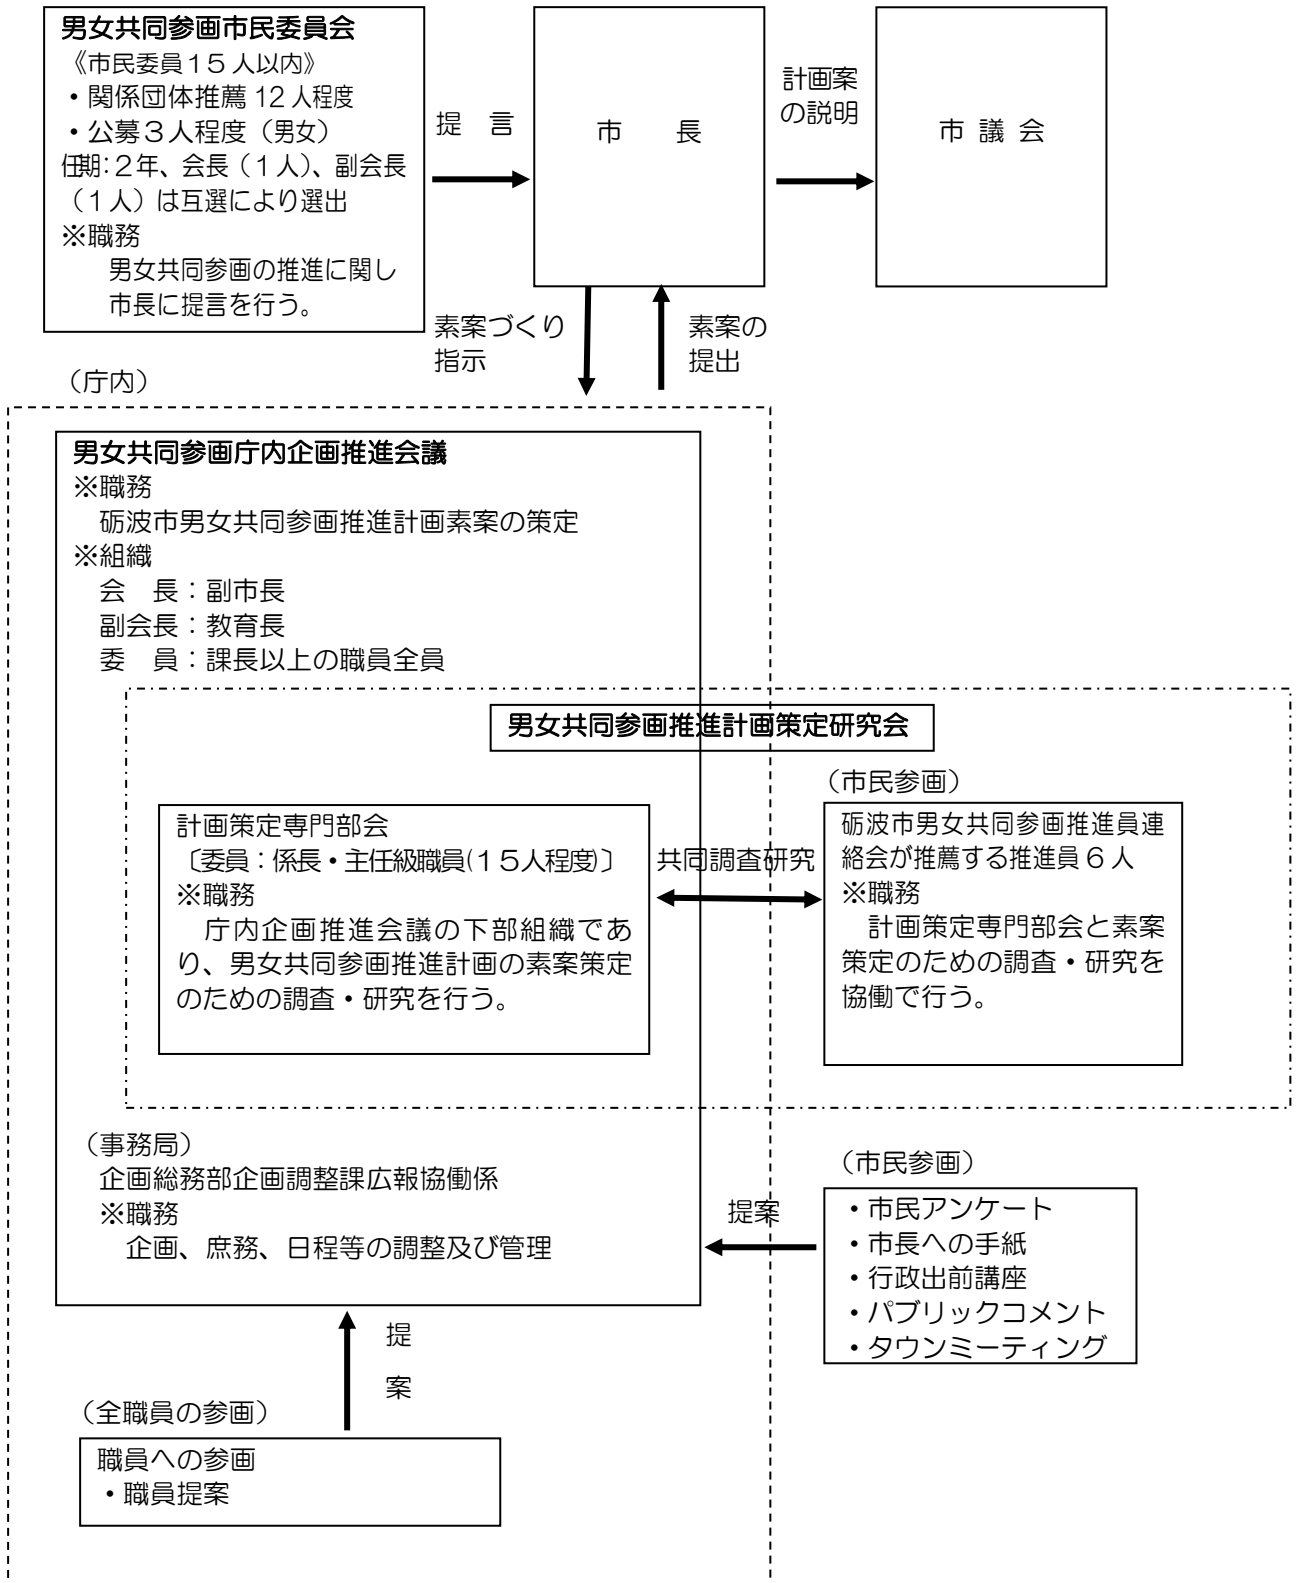 男女共同参画市民委員会
《市民委員15人以内》
・関係団体推薦12人程度
・公募3人程度（男女）
任期:2年、会長（1人）、副会長
（1人）は互選により選出
※職務
男女共同参画の推進に関し
市長に提言を行う。
提　言
市　　長
計画案
の説明
市 議 会
素案づくり
指示
素案の
提出
（庁内）
男女共同参画庁内企画推進会議
※職務
砺波市男女共同参画推進計画素案の策定
※組織
会　長：副市長
副会長：教育長
委　員：課長以上の職員全員
男女共同参画推進計画策定研究会
計画策定専門部会
〔委員：係長・主任級職員(15人程度)〕
※職務
庁内企画推進会議の下部組織であ
り、男女共同参画推進計画の素案策定
のための調査・研究を行う。
共同調査研究
（市民参画）
砺波市男女共同参画推進員連
絡会が推薦する推進員6人
※職務
計画策定専門部会と素案
策定のための調査・研究を
協働で行う。
（事務局）
企画総務部企画調整課広報協働係
※職務
企画、庶務、日程等の調整及び管理
提案
（市民参画）
・市民アンケート
・市長への手紙
・行政出前講座
・パブリックコメント
・タウンミーティング
提
案
（全職員の参画）
職員への参画
・職員提案